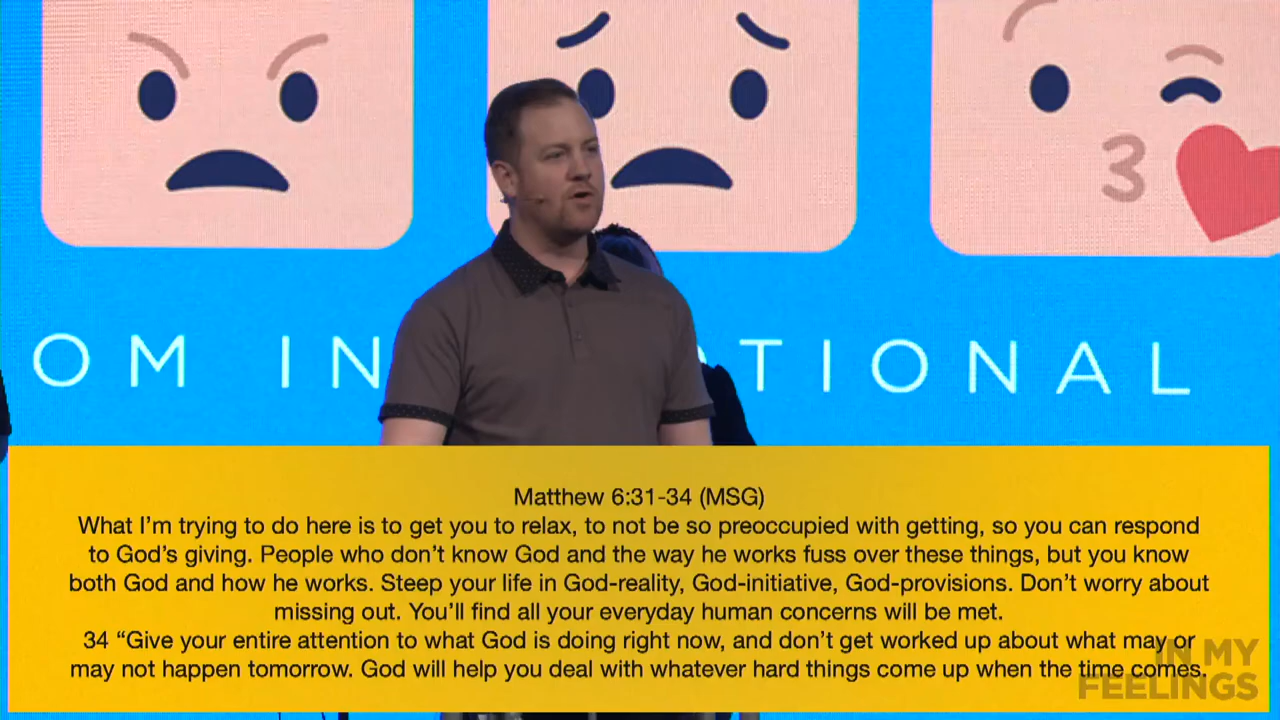 OM IN
TIONAL
Matthew 6:31-34 (MSG)
What I'm trying to do here is to get you to relax, to not be so preoccupied with getting, so you can respond
to God's giving. People who don't know God and the way he works fuss over these things, but you know
both God and how he works. Steep your life in God-reality, God-initiative, God-provisions. Don't worry about
missing out. You'll find all your everyday human concerns will be met.
34 “Give your entire attention to what God is doing right now, and don't get worked up about what may or
may not happen tomorrow. God will help you deal with whatever hard things come up when the time comes.
IN MY
FEELINGS